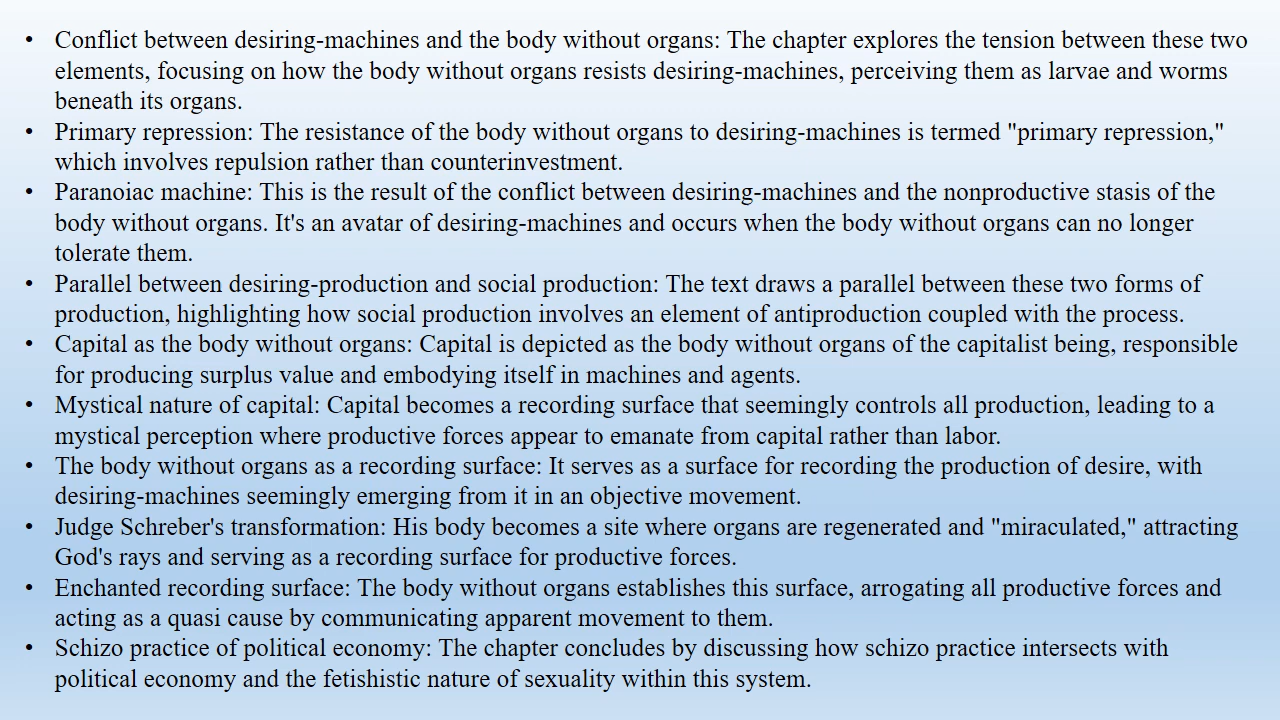 • Conflict between desiring-machines and the body without organs: The chapter explores the tension between these two
elements, focusing on how the body without organs resists desiring-machines, perceiving them as larvae and worms
beneath its organs.
• Primary repression: The resistance of the body without organs to desiring-machines is termed "primary repression,"
which involves repulsion rather than counterinvestment.
• Paranoiac machine: This is the result of the conflict between desiring-machines and the nonproductive stasis of the
body without organs. It's an avatar of desiring-machines and occurs when the body without organs can no longer
tolerate them.
• Parallel between desiring-production and social production: The text draws a parallel between these two forms of
production, highlighting how social production involves an element of antiproduction coupled with the process.
• Capital as the body without organs: Capital is depicted as the body without organs of the capitalist being, responsible
for producing surplus value and embodying itself in machines and agents.
• Mystical nature of capital: Capital becomes a recording surface that seemingly controls all production, leading to a
mystical perception where productive forces appear to emanate from capital rather than labor.
• The body without organs as a recording surface: It serves as a surface for recording the production of desire, with
desiring-machines seemingly emerging from it in an objective movement.
• Judge Schreber's transformation: His body becomes a site where organs are regenerated and "miraculated," attracting
God's rays and serving as a recording surface for productive forces.
• Enchanted recording surface: The body without organs establishes this surface, arrogating all productive forces and
acting as a quasi cause by communicating apparent movement to them.
• Schizo practice of political economy: The chapter concludes by discussing how schizo practice intersects with
political economy and the fetishistic nature of sexuality within this system.